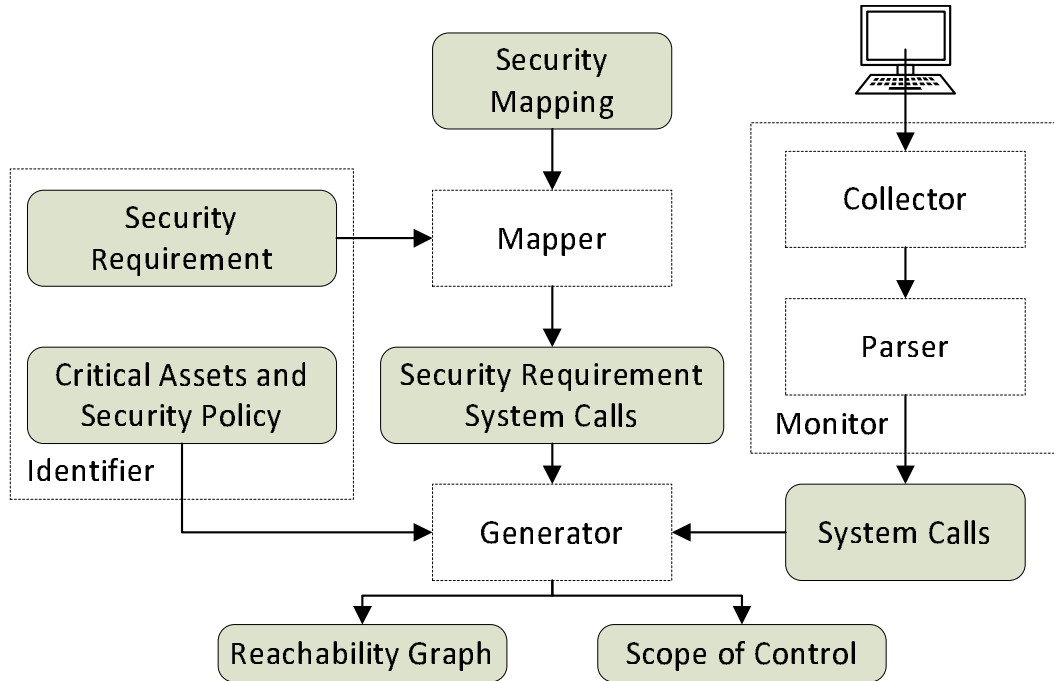 Security
Mapping
Collector
Security
Requirement
Mapper
Parser
Critical Assets and
Security Policy
Security Requirement
System Calls
Monitor
Identifier
Generator
System Calls
Reachability Graph
Scope of Control